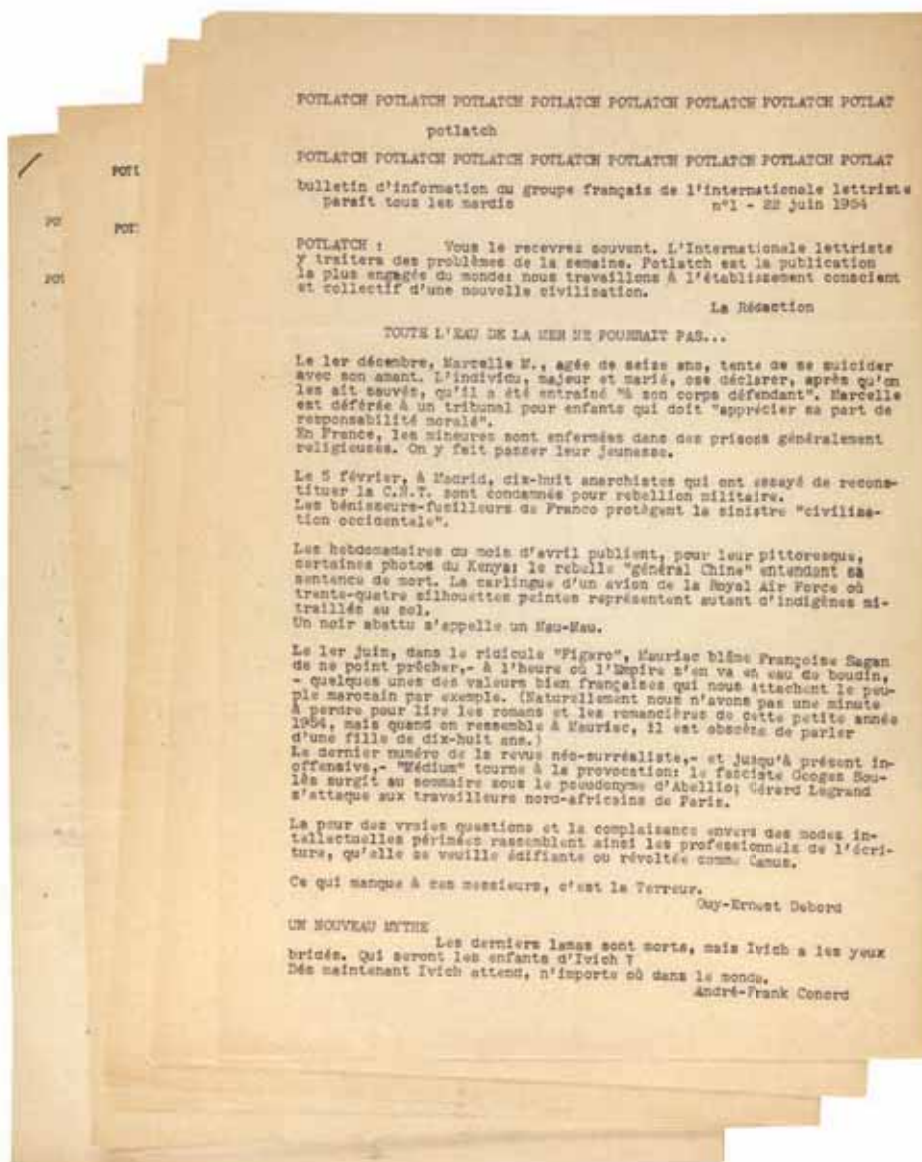 POTLATCH POTLATCH POTLATCH POTLATCH POTLATCH POTLATCH POTLATCH POTLAT
potlatch
POTLATCH POTLATCH POTLATCH POTLATCH POTLATCH POTLATCH POTLATCH POTLAT
bulletin d'information du groupe français de l'internationale lettriste
paraît tous les mardis n°1 - 22 juin 1954
POTLATCH : Vous le recevrez souvent. L'Internationale lettriste
y traitera des problèmes de la semaine. Potlatch est la publication
la plus engagée du monde: nous travaillons à l'établissement conscient
et collectif d'une nouvelle civilisation.
La Rédaction
TOUTE L'EAU DE LA MER NE POURRAIT PAS...
Le 1er décembre, Marcelle M., agée de seize ans, tente de se suicider
avec son amant. L'individu, majeur et marié, ose déclarer, après qu'on
les ait sauvés, qu'il a été entraîné "à son corps défendant". Marcelle
est déférée à un tribunal pour enfants qui doit "apprécier sa part de
responsabilité morale".
En France, les mineures sont enfermées dans des prisons généralement
religieuses. On y fait passer leur jeunesse.
Le 5 février, à Madrid, dix-huit anarchistes qui ont essayé de recons-
tituer la C.N.T. sont condamnés pour rebellion militaire.
Les bénisseurs-fusilleurs de Franco protègent la sinistre "civilisa-
tion occidentale".
Les hebdomadaires du mois d'avril publient, pour leur pittoresque,
certaines photos du Kenya: le rebelle "général Chine" entendant sa
sentence de mort. La carlingue d'un avion de la Royal Air Force où
trente-quatre silhouettes peintes représentent autant d'indigènes mi-
traillés au sol.
Un noir abattu s'appelle un Mau-Mau.
Le 1er juin, dans le ridicule "Figaro", Mauriac blâme Françoise Sagan
de ne point prêcher,- à l'heure où l'Empire s'en va en eau de boudin,
- quelques unes des valeurs bien françaises qui nous attachent le peu-
ple marocain par exemple. (Naturellement nous n'avons pas une minute
à perdre pour lire les romans et les romancières de cette petite année
1954, mais quand on ressemble à Mauriac, il est obscène de parler
d'une fille de dix-huit ans.)
Le dernier numéro de la revue néo-surréaliste,- et jusqu'à présent in-
offensive,- "Médium" tourne à la provocation: le fasciste Geoges Sou-
lès surgit au sommaire sous le pseudonyme d'Abellio; Gérard Legrand
s'attaque aux travailleurs nord-africains de Paris.
La peur des vraies questions et la complaisance envers des modes in-
tellectuelles périmées rassemblent ainsi les professionnels de l'écri-
ture, qu'elle se veuille édifiante ou révoltée comme Camus.
Ce qui manque à ces messieurs, c'est la Terreur.
Guy-Ernest Debord
UN NOUVEAU MYTHE
Les derniers lamas sont morts, mais Ivich a les yeux
bridés. Qui seront les enfants d'Ivich ?
Dès maintenant Ivich attend, n'importe où dans le monde.
André-Frank Conord
POTL
POT
PO
POT